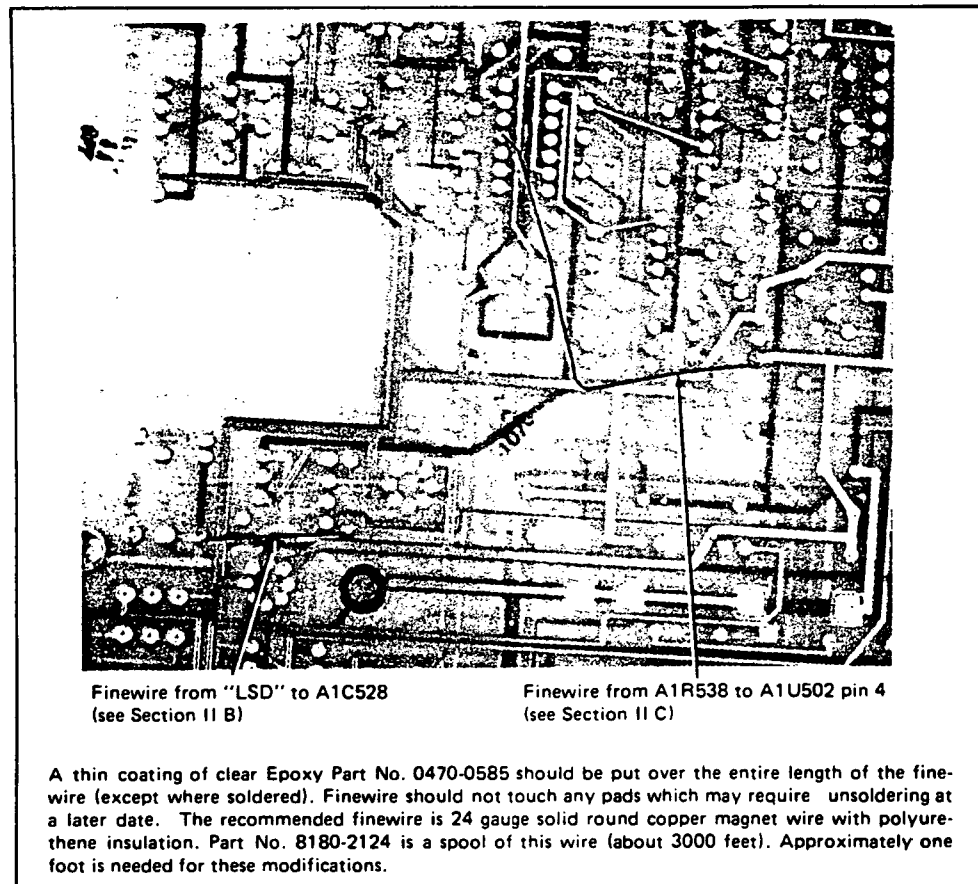 Finewire from "LSD" to A1C528
(see Section II B)
Finewire from A1R538 to A1U502 pin 4
(see Section II C)
A thin coating of clear Epoxy Part No. 0470-0585 should be put over the entire length of the fine-
wire (except where soldered). Finewire should not touch any pads which may require unsoldering at
a later date. The recommended finewire is 24 gauge solid round copper magnet wire with polyure-
thene insulation. Part No. 8180-2124 is a spool of this wire (about 3000 feet). Approximately one
foot is needed for these modifications.